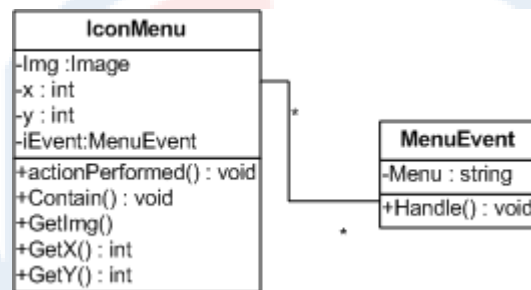 IconMenu
-Img :Image
-x : int
-y : int
-iEvent:MenuEvent
+actionPerformed() : void
+Contain() : void
+GetImg()
+GetX() : int
+GetY() : int
*
MenuEvent
-Menu : string
+Handle() : void
*